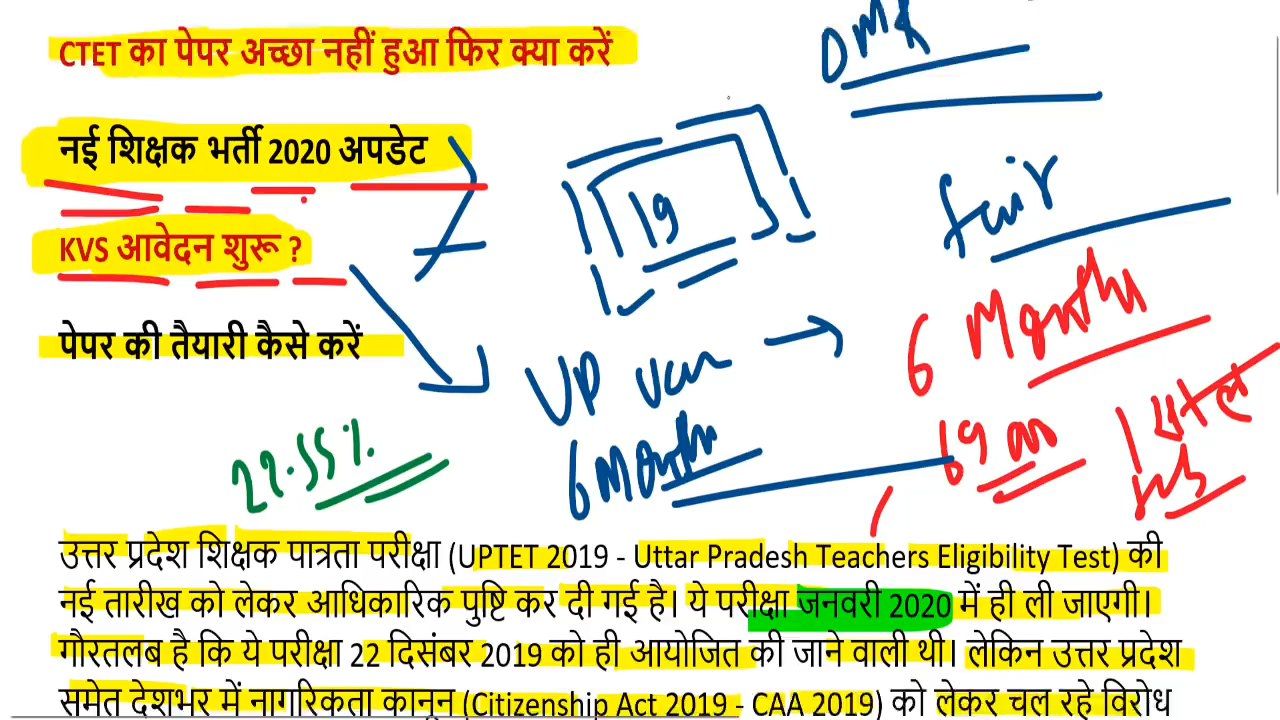 CTET का पेपर अच्छा नहीं हुआ फिर क्या करें
OMR
नई शिक्षक भर्ती 2020 अपडेट
19
fair
KVS आवेदन शुरू ?
6 Month
पेपर की तैयारी कैसे करें
UP
6 Month
69
22.55%
उत्तर प्रदेश शिक्षक पात्रता परीक्षा (UPTET 2019 - Uttar Pradesh Teachers Eligibility Test) की
नई तारीख को लेकर आधिकारिक पुष्टि कर दी गई है। ये परीक्षा जनवरी 2020 में ही ली जाएगी।
गौरतलब है कि ये परीक्षा 22 दिसंबर 2019 को ही आयोजित की जाने वाली थी। लेकिन उत्तर प्रदेश
समेत देशभर में नागरिकता कानून (Citizenship Act 2019 - CAA 2019) को लेकर चल रहे विरोध